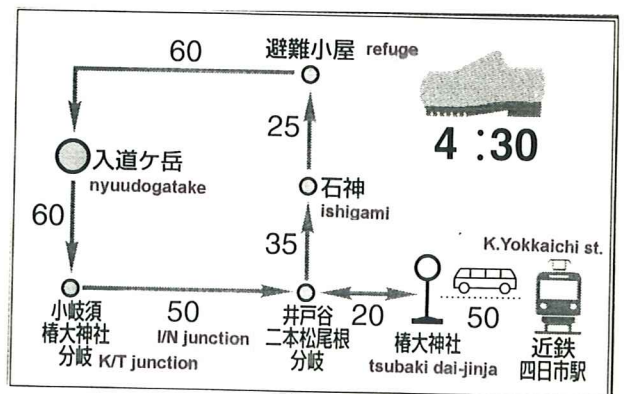 60
避難小屋 refuge
25
4:30
入道ケ岳
nyuudogatake
石神
ishigami
60
35
K.Yokkaichi st.
50
20
50
小岐須
椿大神社
分岐 K/T junction
I/N junction
井戸谷
二本松尾根
分岐
椿大神社
tsubaki dai-jinja
近鉄
四日市駅